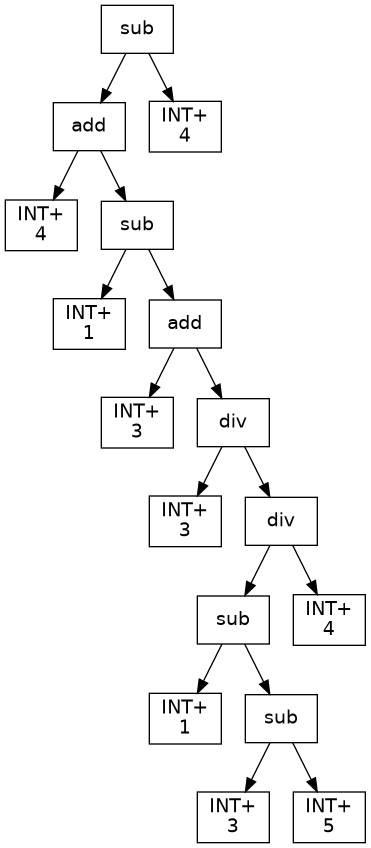 sub
add
INT+
4
INT+
4
sub
INT+
1
add
INT+
3
div
INT+
3
div
sub
INT+
4
INT+
1
sub
INT+
3
INT+
5